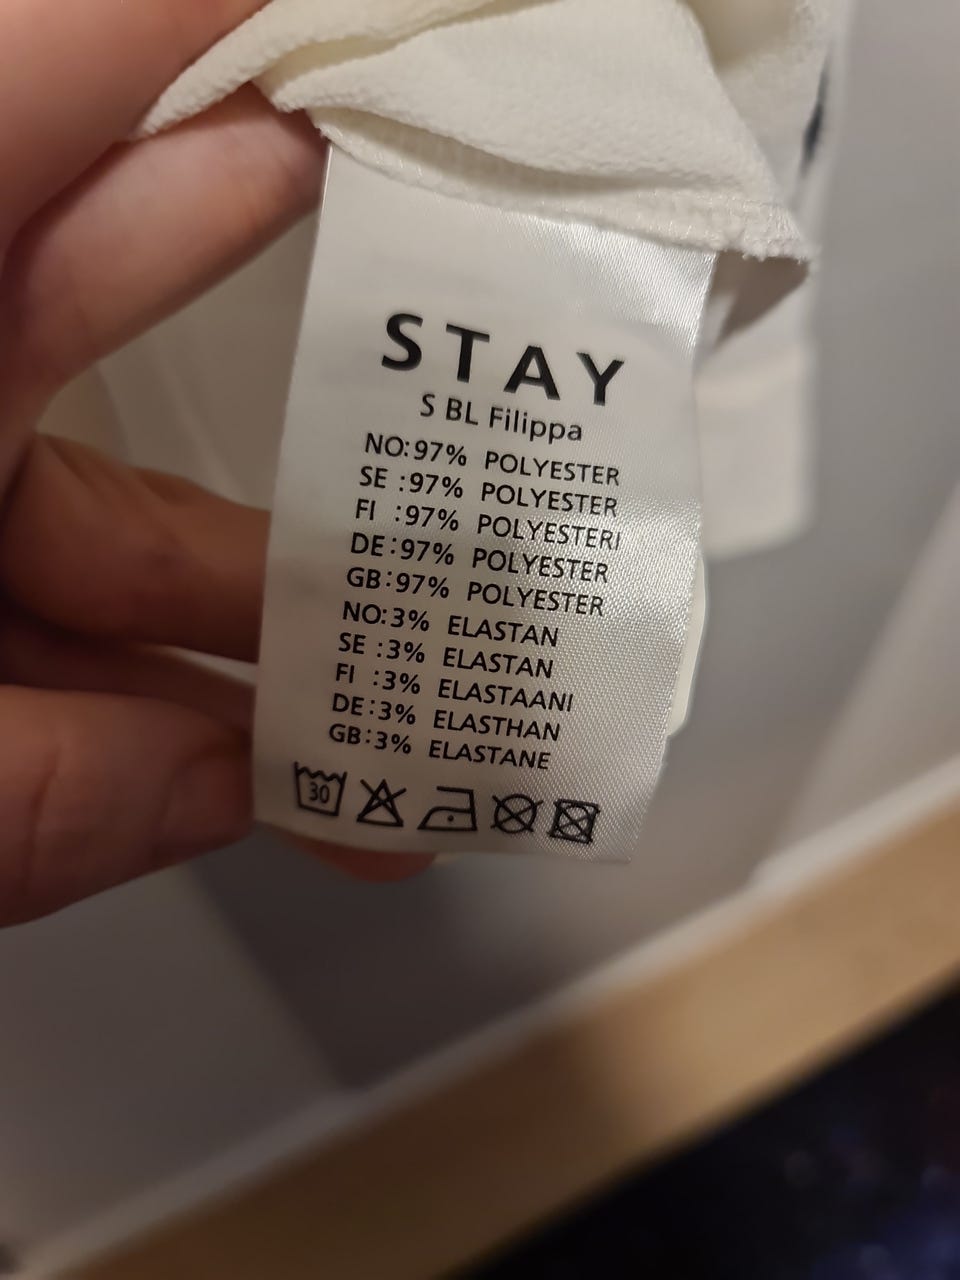 STAY
S BL Filippa
NO:97% POLYESTER
SE :97% POLYESTER
FI :97% POLYESTERI
DE:97% POLYESTER
GB:97% POLYESTER
NO:3% ELASTAN
SE :3% ELASTAN
FI :3% ELASTAANI
DE:3% ELASTHAN
GB:3% ELASTANE
30